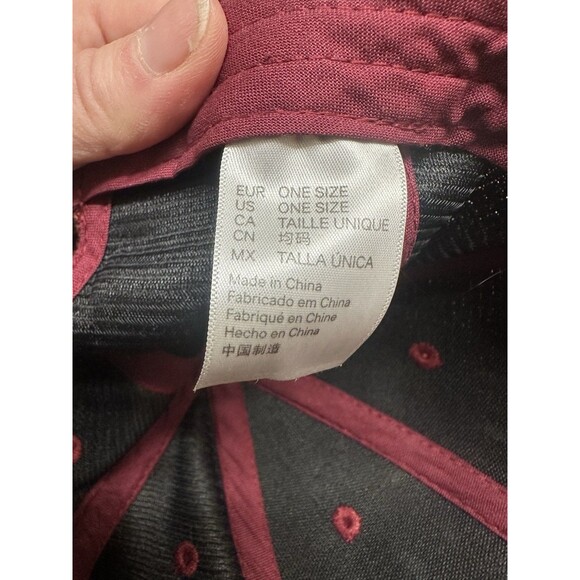 EUR ONE SIZE
US ONE SIZE
CA TAILLE UNIQUE
CN 均码
MX TALLA ÚNICA
Made in China
Fabricado em China
Fabriqué en Chine
Hecho en China
中国制造